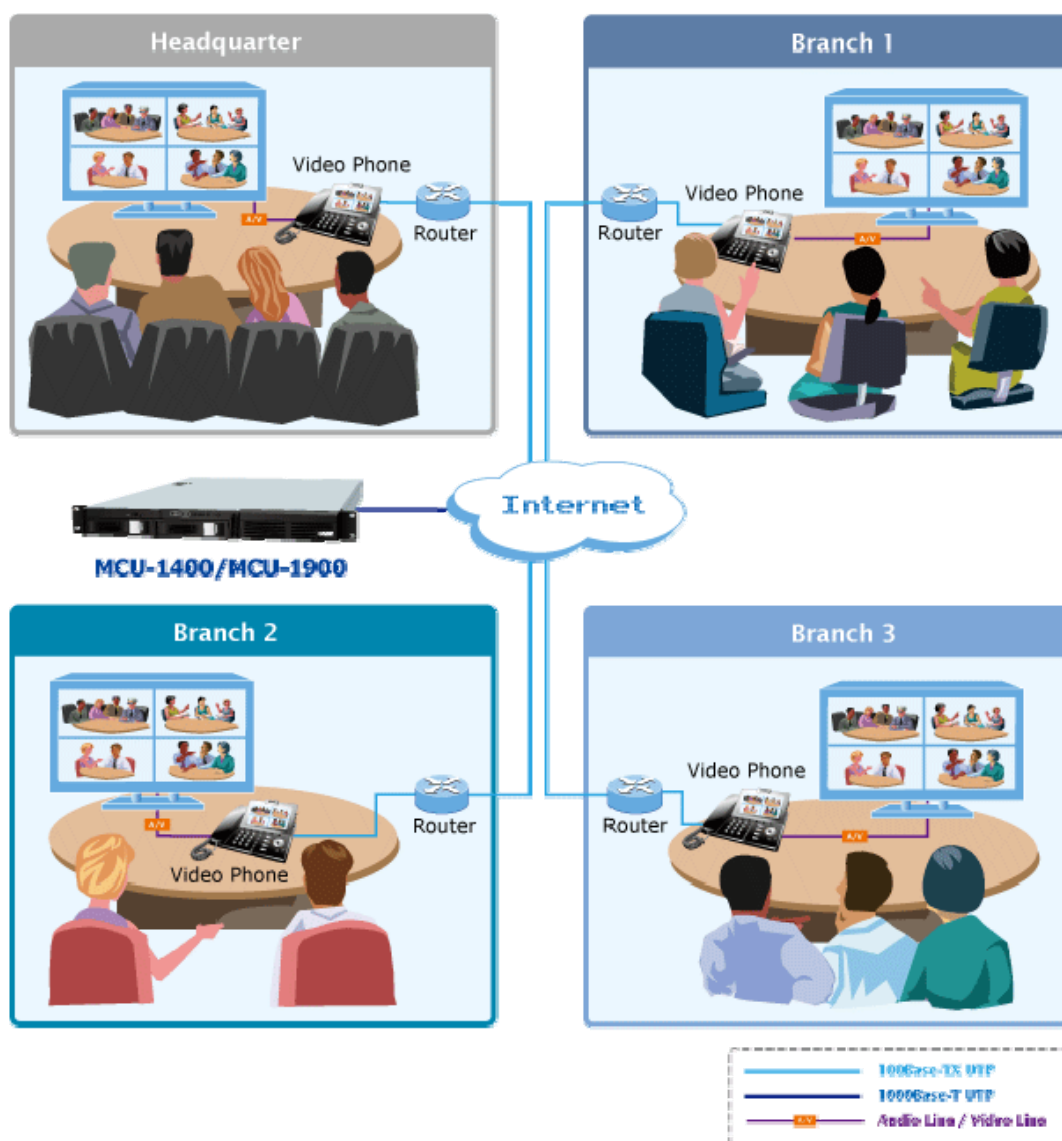 Headquarter
Video Phone
Router
A/V
Branch 1
Video Phone
Router
A/V
Internet
MCU-1400/MCU-1900
Branch 2
A/V
Video Phone
Router
Branch 3
Video Phone
Router
A/V
100Base-TX UTP
1000Base-T UTP
A/V
Audio Line / Video Line